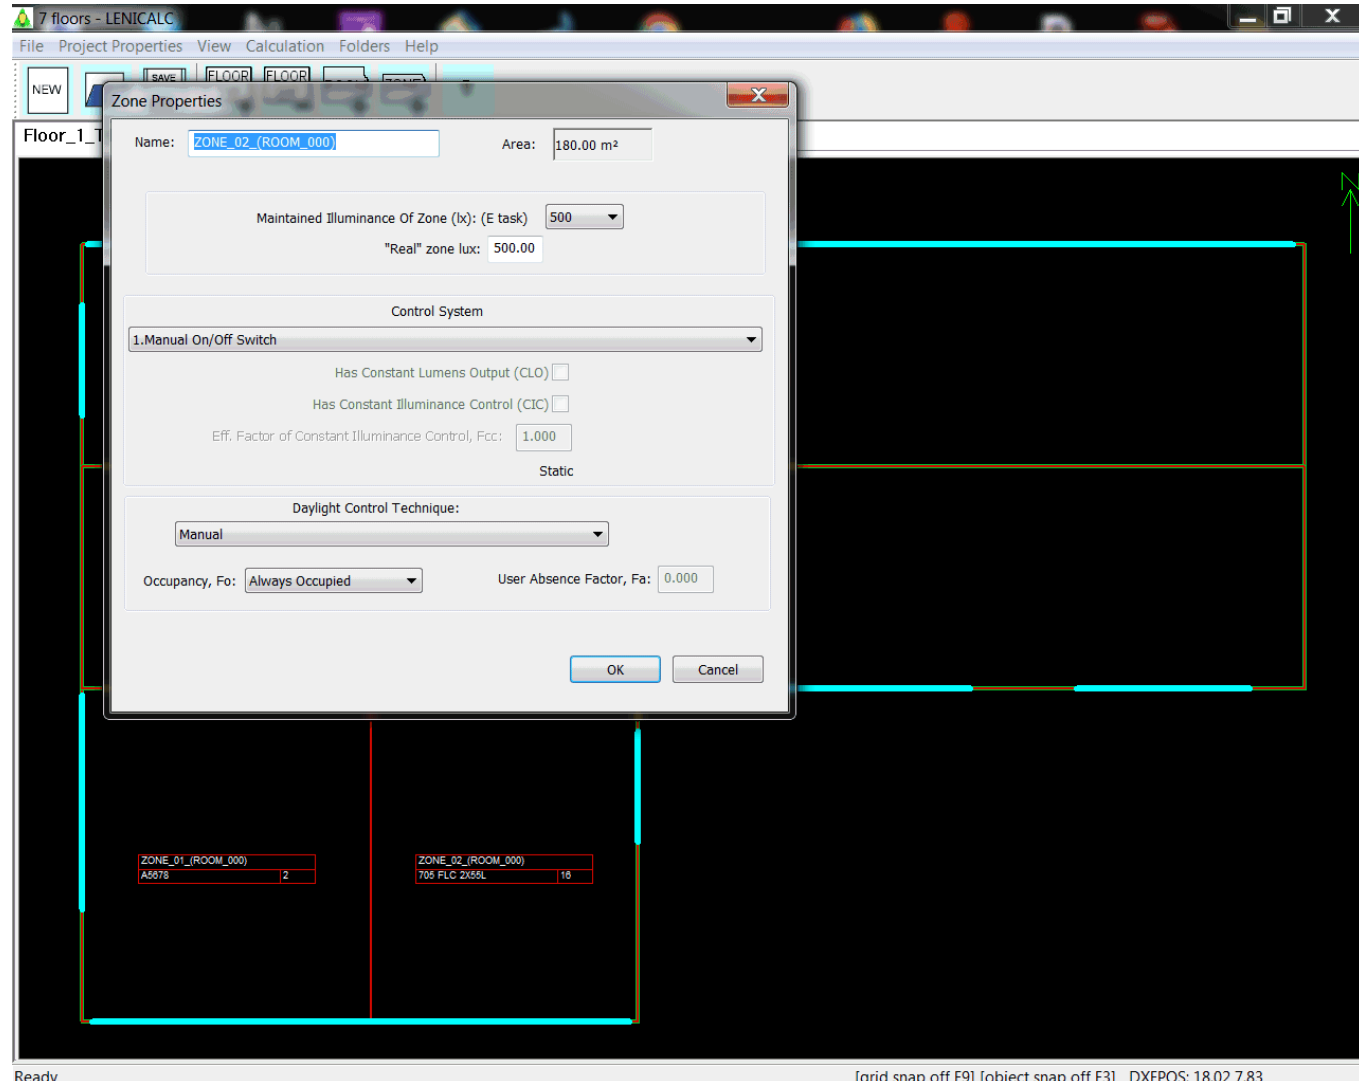 7 floors - LENICALC
File Project Properties View Calculation Folders Help
NEW SAVE FLOOR FLOOR ZONE
Zone Properties
Floor_1_T
Name: ZONE_02_(ROOM_000) Area: 180.00 m²
N
Maintained Illuminance Of Zone (lx): (E task) 500
"Real" zone lux: 500.00
Control System
1.Manual On/Off Switch
Has Constant Lumens Output (CLO)
Has Constant Illuminance Control (CIC)
Eff. Factor of Constant Illuminance Control, Fcc: 1.000
Static
Daylight Control Technique:
Manual
Occupancy, Fo: Always Occupied User Absence Factor, Fa: 0.000
OK Cancel
ZONE_01_(ROOM_000) ZONE_02_(ROOM_000)
A5678 2 705 FLC 2X55L 16
Ready [grid snap off F9] [object snap off F3] DXFPOS: 18.02,7.83